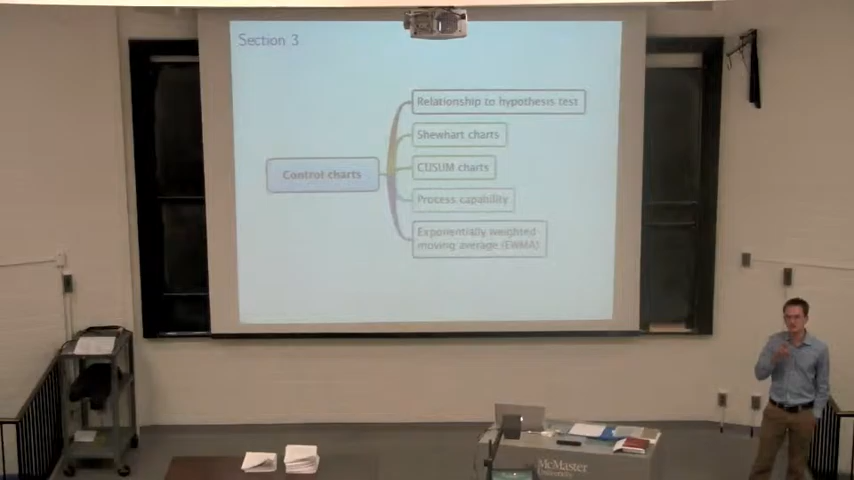 Section 3
Relationship to hypothesis test
Shewhart charts
CUSUM charts
Control charts
Process capability
Exponentially weighted
moving average (EWMA)
McMaster
University